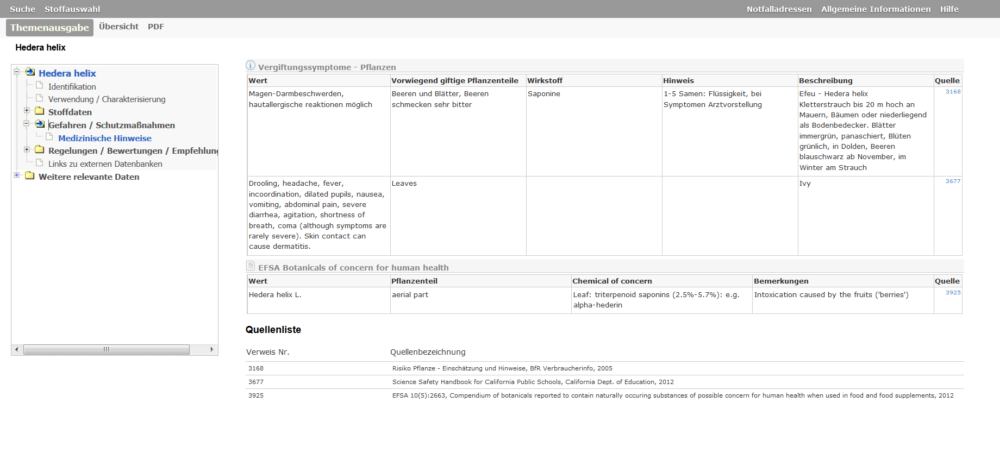 Suche Stoffauswahl Notfalladressen Allgemeine Informationen Hilfe
Themenausgabe Übersicht PDF
Hedera helix
Hedera helix
Identifikation
Verwendung / Charakterisierung
Stoffdaten
Gefahren / Schutzmaßnahmen
Medizinische Hinweise
Regelungen / Bewertungen / Empfehlung
Links zu externen Datenbanken
Weitere relevante Daten
Vergiftungssymptome - Pflanzen
Wert Vorwiegend giftige Pflanzenteile Wirkstoff Hinweis Beschreibung Quelle
Magen-Darmbeschwerden,
hautallergische reaktionen möglich
Beeren und Blätter, Beeren
schmecken sehr bitter
Saponine
1-5 Samen: Flüssigkeit, bei
Symptomen Arztvorstellung
Efeu - Hedera helix
Kletterstrauch bis 20 m hoch an
Mauern, Bäumen oder niederliegend
als Bodenbedecker. Blätter
immergrün, panaschiert, Blüten
grünlich, in Dolden, Beeren
blauschwarz ab November, im
Winter am Strauch
3168
Drooling, headache, fever,
incoordination, dilated pupils, nausea,
vomiting, abdominal pain, severe
diarrhea, agitation, shortness of
breath, coma (although symptoms are
rarely severe). Skin contact can
cause dermatitis.
Leaves
Ivy
3677
EFSA Botanicals of concern for human health
Wert Pflanzenteil Chemical of concern Bemerkungen Quelle
Hedera helix L.
aerial part
Leaf: triterpenoid saponins (2.5%-5.7%): e.g.
alpha-hederin
Intoxication caused by the fruits ('berries')
3925
Quellenliste
Verweis Nr. Quellenbezeichnung
3168 Risiko Pflanze - Einschätzung und Hinweise, BfR Verbraucherinfo, 2005
3677 Science Safety Handbook for California Public Schools, California Dept. of Education, 2012
3925 EFSA 10(5):2663, Compendium of botanicals reported to contain naturally occuring substances of possible concern for human health when used in food and food supplements, 2012